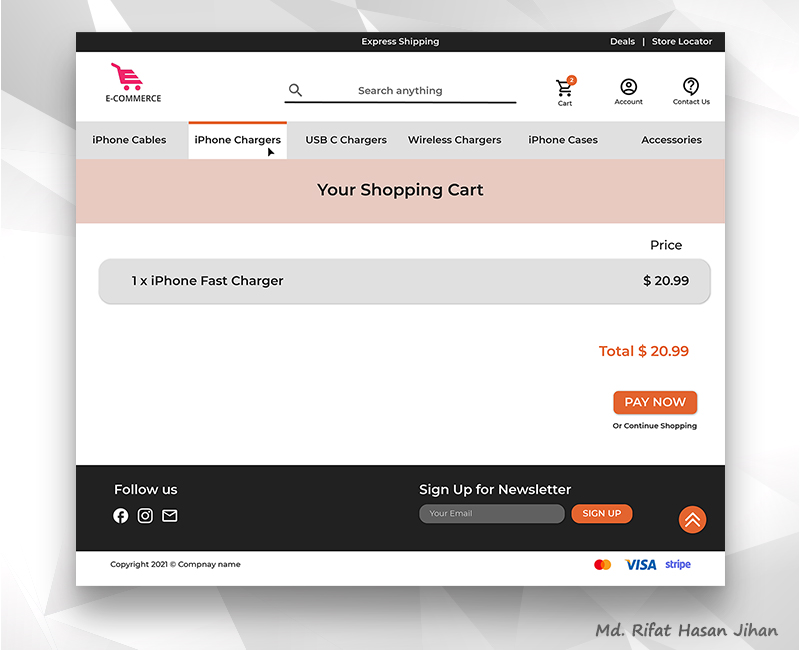 Express Shipping
Deals | Store Locator
E-COMMERCE
Search anything
2
Cart
Account
Contact Us
iPhone Cables
iPhone Chargers
USB C Chargers
Wireless Chargers
iPhone Cases
Accessories
Your Shopping Cart
Price
1 x iPhone Fast Charger $ 20.99
Total $ 20.99
PAY NOW
Or Continue Shopping
Follow us
Sign Up for Newsletter
Your Email
SIGN UP
Copyright 2021 © Compnay name
VISA
stripe
Md. Rifat Hasan Jihan